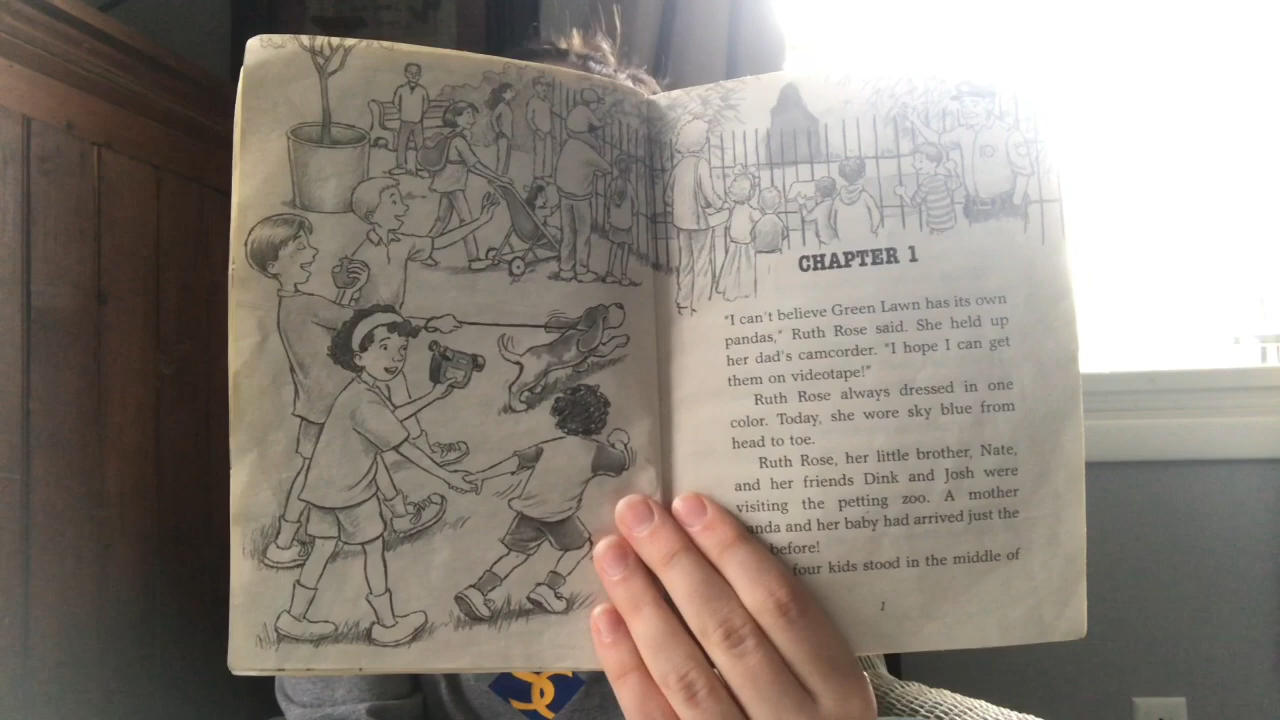 CHAPTER 1
"I can't believe Green Lawn has its own
pandas," Ruth Rose said. She held up
her dad's camcorder. "I hope I can get
them on videotape!"
Ruth Rose always dressed in one
color. Today, she wore sky blue from
head to toe.
Ruth Rose, her little brother, Nate,
and her friends Dink and Josh were
visiting the petting zoo. A mother
anda and her baby had arrived just the
before!
four kids stood in the middle of
1